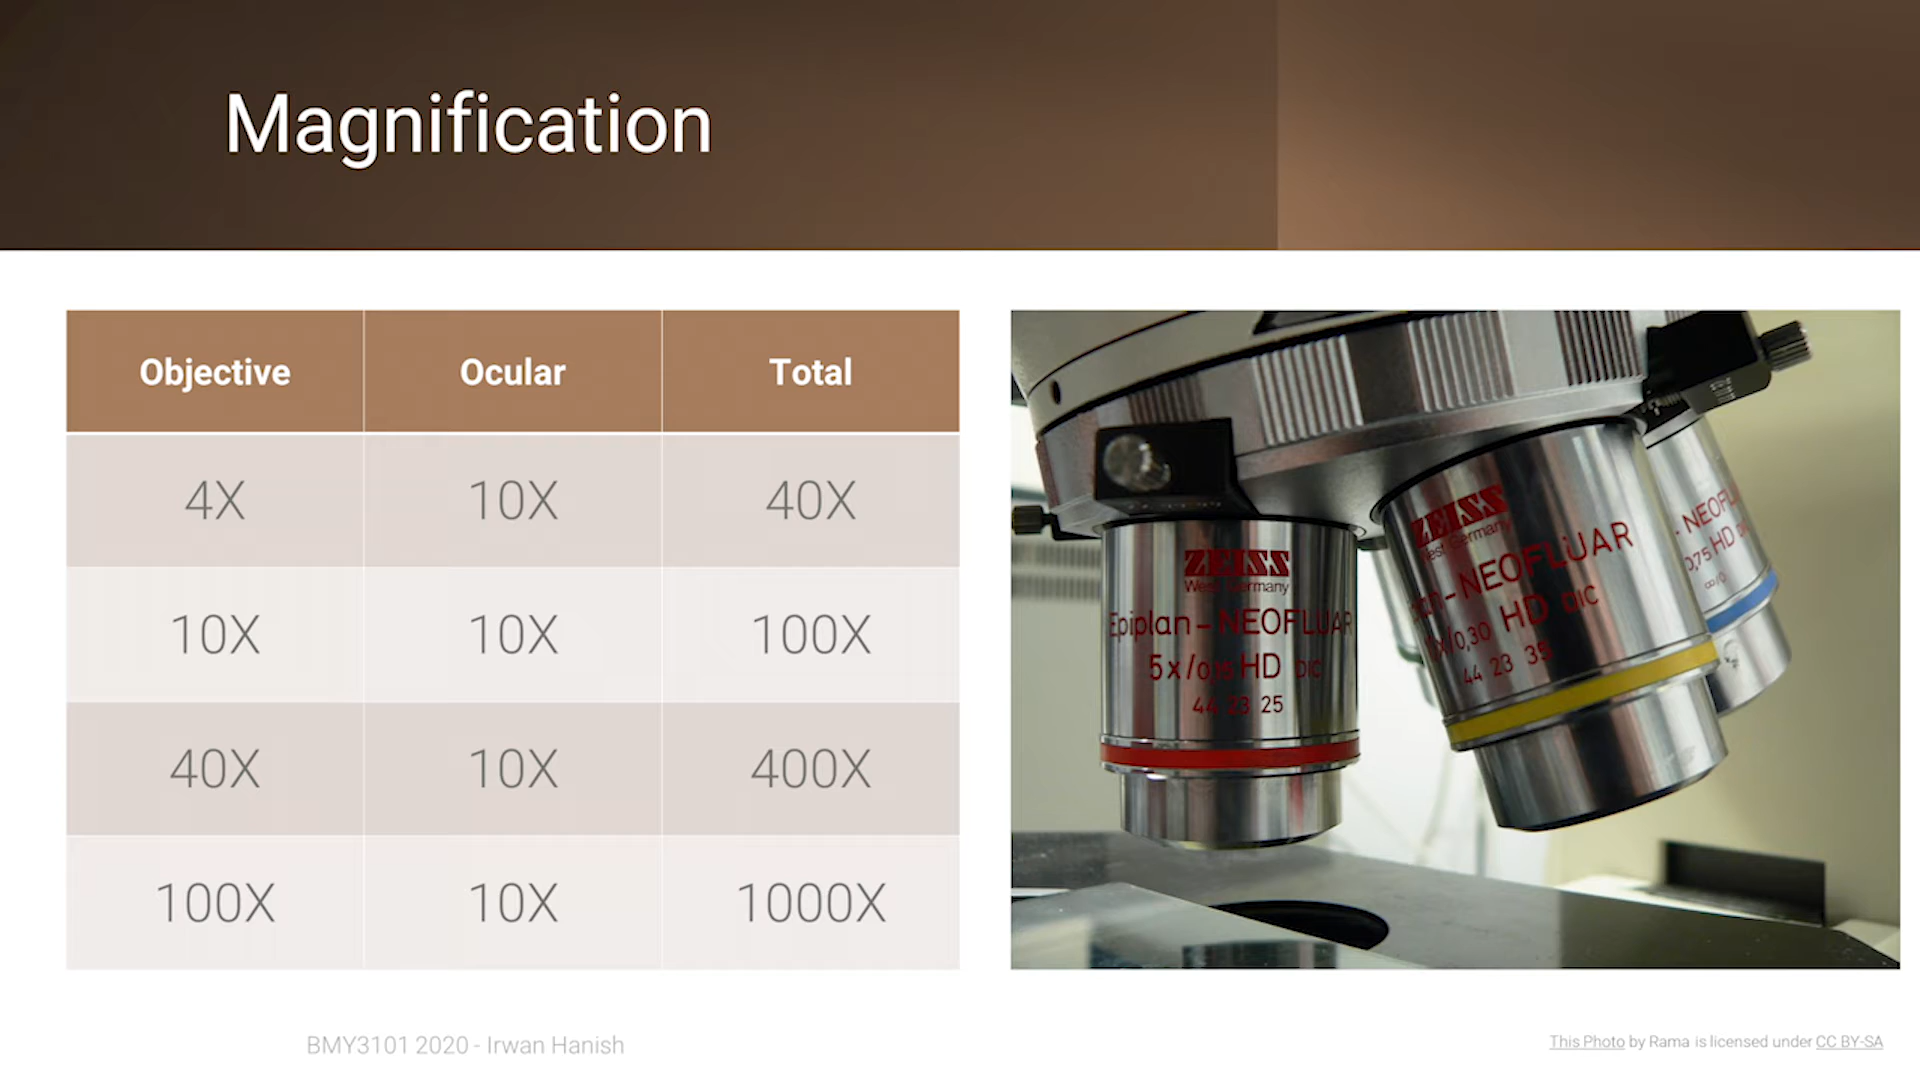 Magnification
Objective Ocular Total
4X 10X 40X
10X 10X 100X
40X 10X 400X
100X 10X 1000X
ZEISS
West Germany
Epiplan-NEOFLUAR
5x/0,15 HD DIC
44 23 25
ZEISS
West Germany
-NEOFLUAR
/0,30 HD DIC
44 23 35
-NEOFLU
0,75 HD
∞/0
BMY3101 2020 - Irwan Hanish
This Photo by Rama is licensed under CC BY-SA